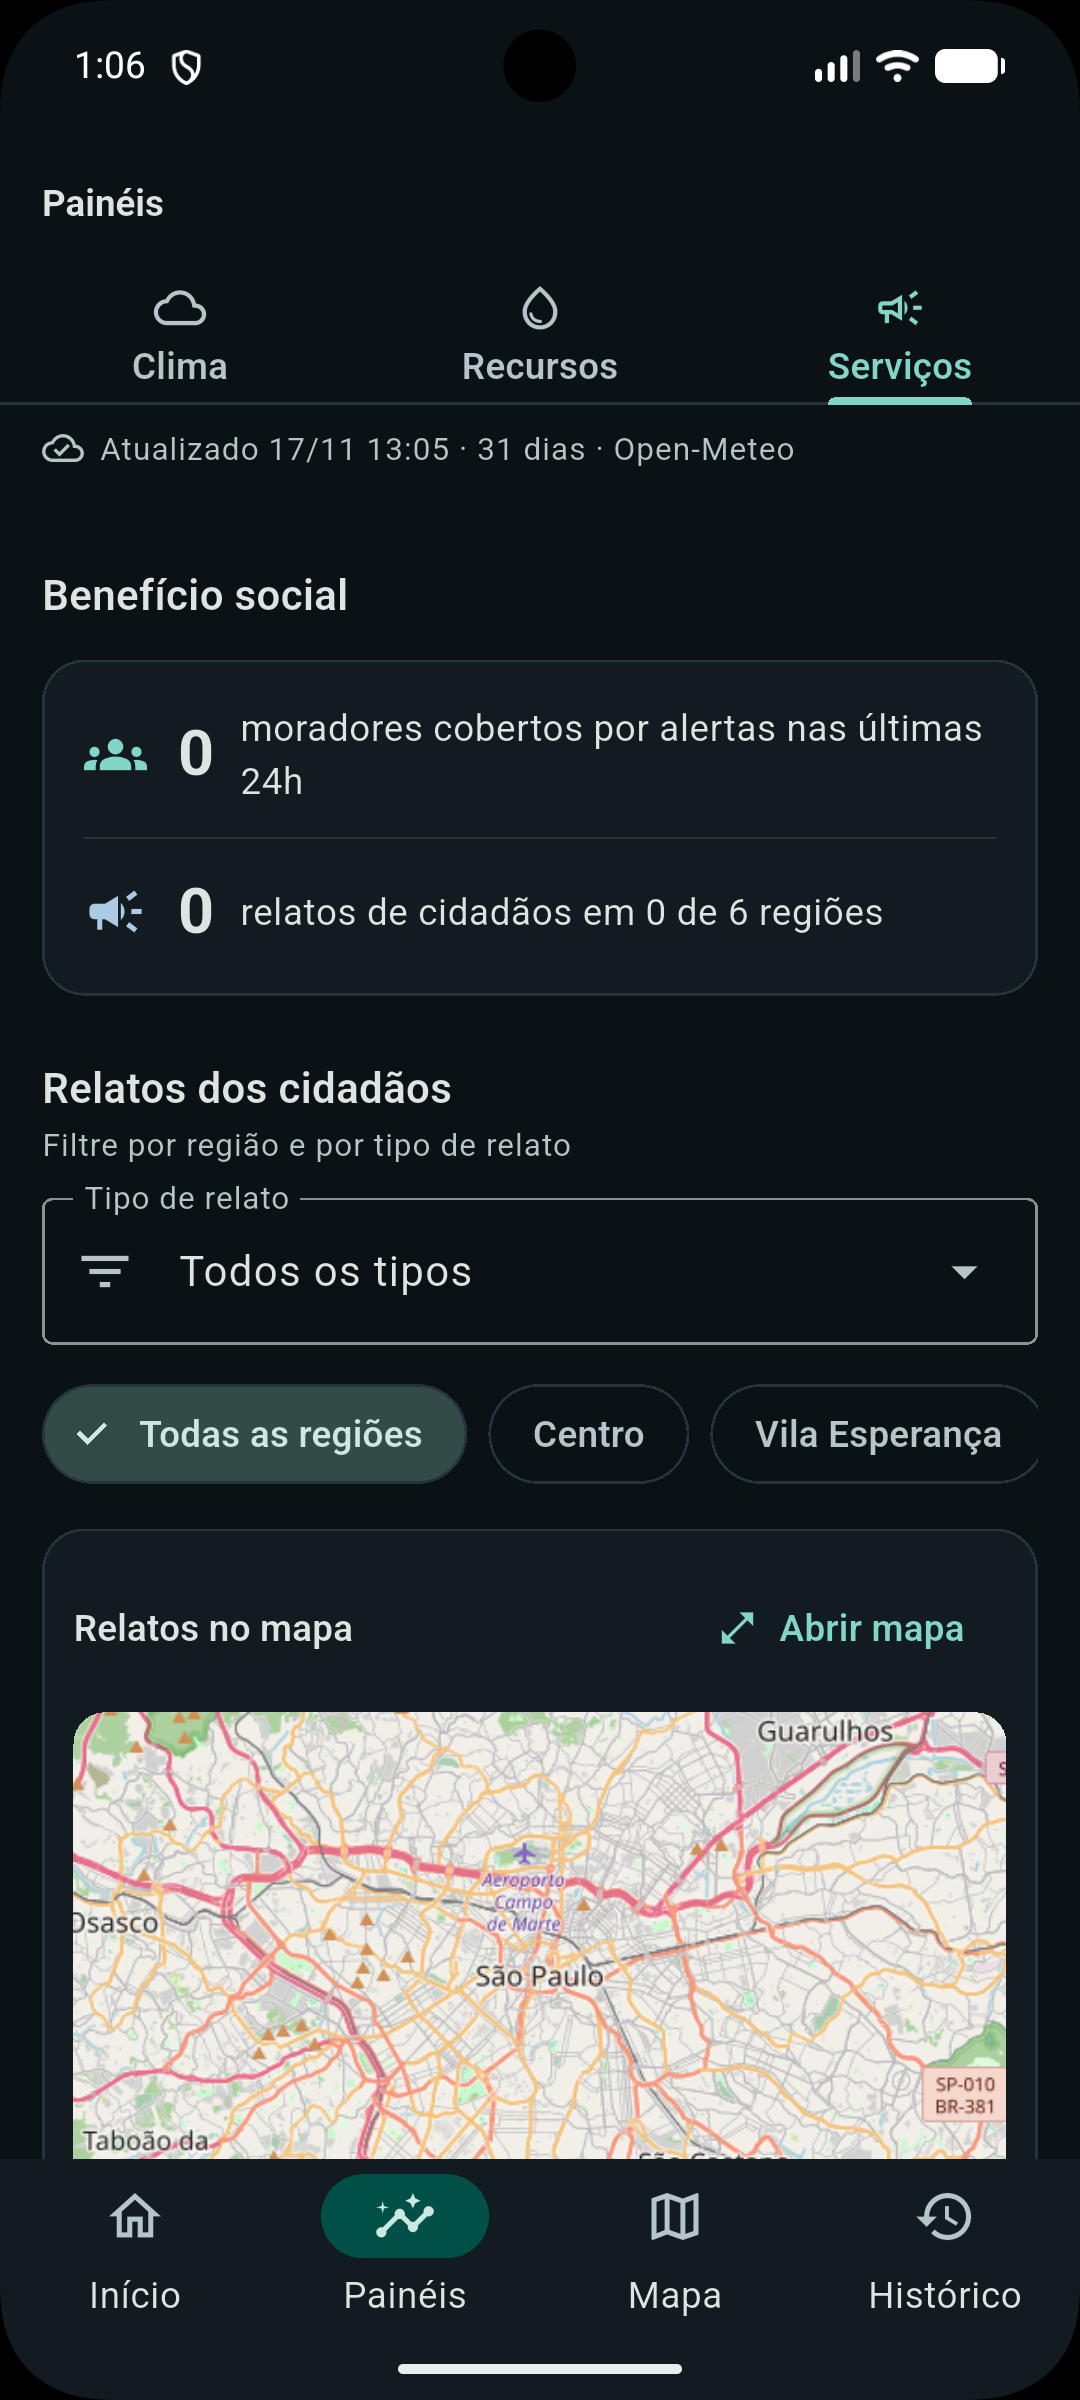 1:06
Painéis
Clima
Recursos
Serviços
Atualizado 17/11 13:05 · 31 dias · Open-Meteo
Benefício social
0 moradores cobertos por alertas nas últimas
24h
0 relatos de cidadãos em 0 de 6 regiões
Relatos dos cidadãos
Filtre por região e por tipo de relato
Tipo de relato
Todos os tipos
Todas as regiões
Centro
Vila Esperança
Relatos no mapa
Abrir mapa
Guarulhos
Aeroporto
Campo
de Marte
Osasco
São Paulo
SP-010
BR-381
Taboão da
Início
Painéis
Mapa
Histórico